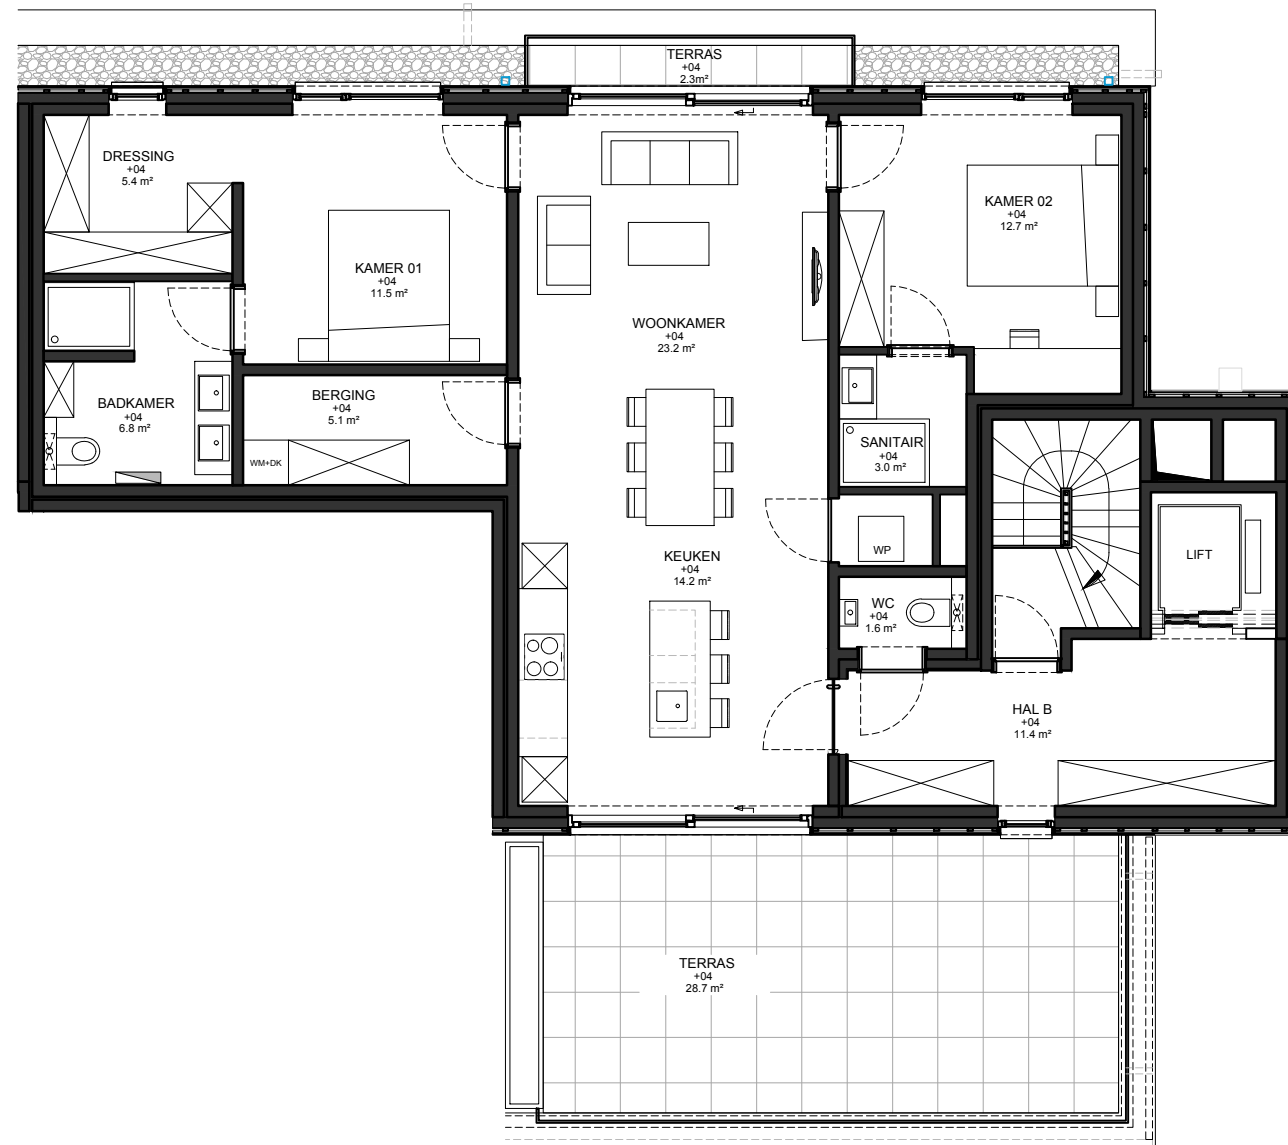 TERRAS
+04
2.3m²
DRESSING
+04
5.4 m²
KAMER 02
+04
12.7 m²
KAMER 01
+04
11.5 m²
WOONKAMER
+04
23.2 m²
BERGING
+04
5.1 m²
BADKAMER
+04
6.8 m²
WM+DK
SANITAIR
+04
3.0 m²
KEUKEN
+04
14.2 m²
WP
LIFT
WC
+04
1.6 m²
HAL B
+04
11.4 m²
TERRAS
+04
28.7 m²